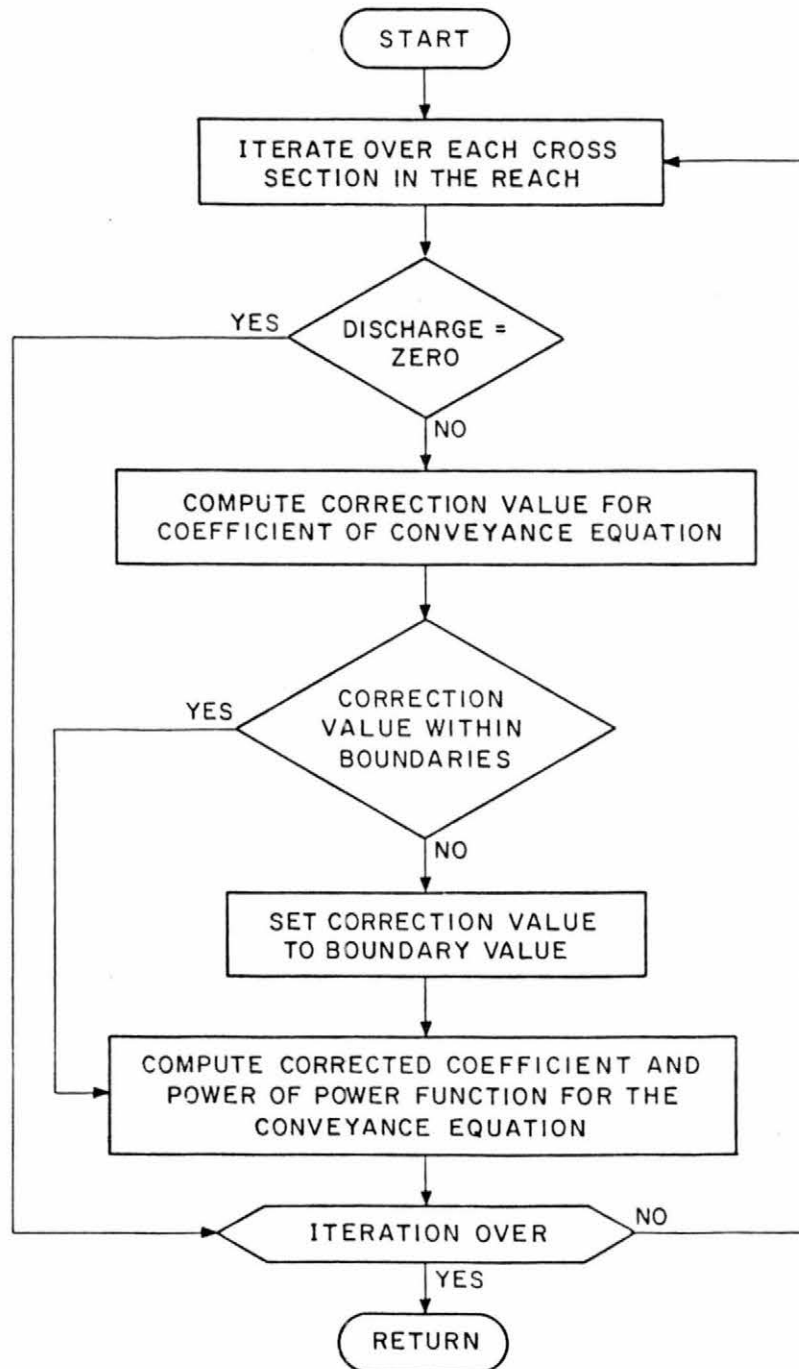 START
ITERATE OVER EACH CROSS
SECTION IN THE REACH
YES
DISCHARGE =
ZERO
NO
COMPUTE CORRECTION VALUE FOR
COEFFICIENT OF CONVEYANCE EQUATION
YES
CORRECTION
VALUE WITHIN
BOUNDARIES
NO
SET CORRECTION VALUE
TO BOUNDARY VALUE
COMPUTE CORRECTED COEFFICIENT AND
POWER OF POWER FUNCTION FOR THE
CONVEYANCE EQUATION
ITERATION OVER
NO
YES
RETURN